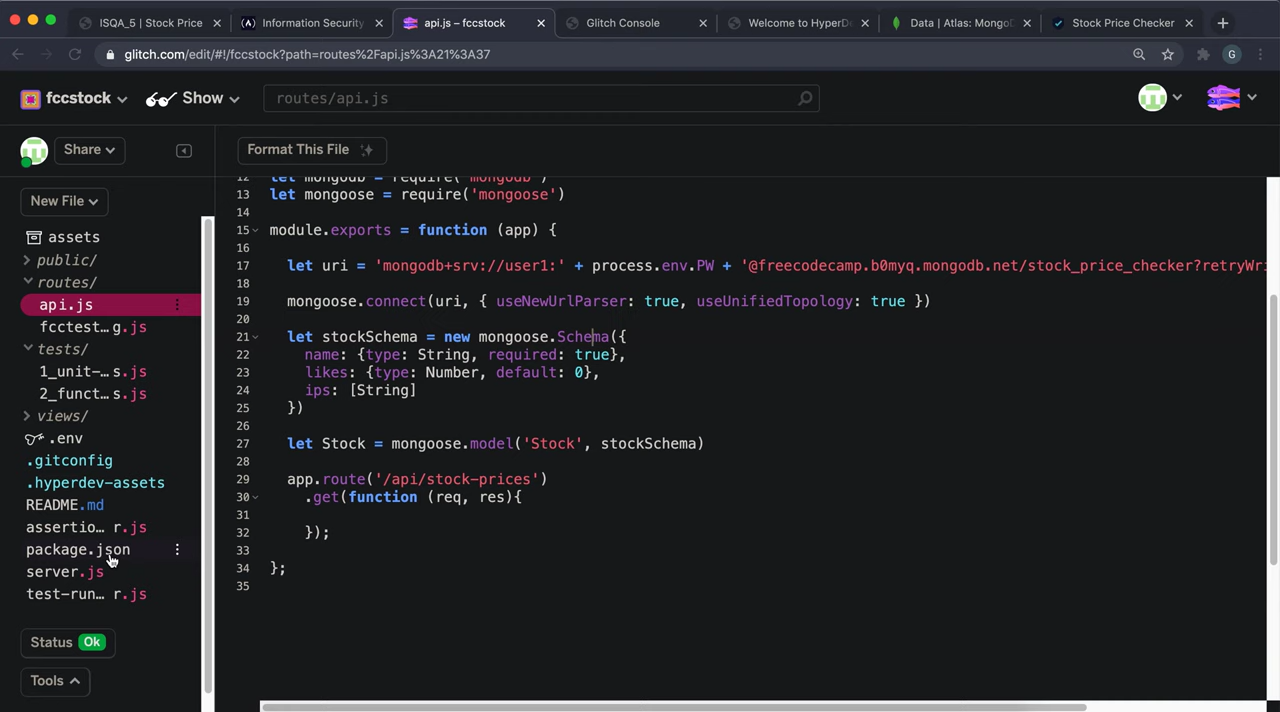 ISQA_5 | Stock Price
Information Security
api.js – fccstock
Glitch Console
Welcome to HyperDe
Data | Atlas: MongoD
Stock Price Checker
glitch.com/edit/#!/fccstock?path=routes%2Fapi.js%3A21%3A37
G
fccstock
Show
routes/api.js
Share
Format This File
New File
assets
public/
routes/
api.js
fcctest…g.js
tests/
1_unit-…s.js
2_funct…s.js
views/
.env
.gitconfig
.hyperdev-assets
README.md
assertio… r.js
package.json
server.js
test-run… r.js
Status Ok
Tools
12 let mongodb = require('mongodb')
13 let mongoose = require('mongoose')
14
15 module.exports = function (app) {
16
17 let uri = 'mongodb+srv://user1:' + process.env.PW + '@freecodecamp.b0myq.mongodb.net/stock_price_checker?retryWri
18
19 mongoose.connect(uri, { useNewUrlParser: true, useUnifiedTopology: true })
20
21 let stockSchema = new mongoose.Schema({
22 name: {type: String, required: true},
23 likes: {type: Number, default: 0},
24 ips: [String]
25 })
26
27 let Stock = mongoose.model('Stock', stockSchema)
28
29 app.route('/api/stock-prices')
30 .get(function (req, res){
31
32 });
33
34 };
35